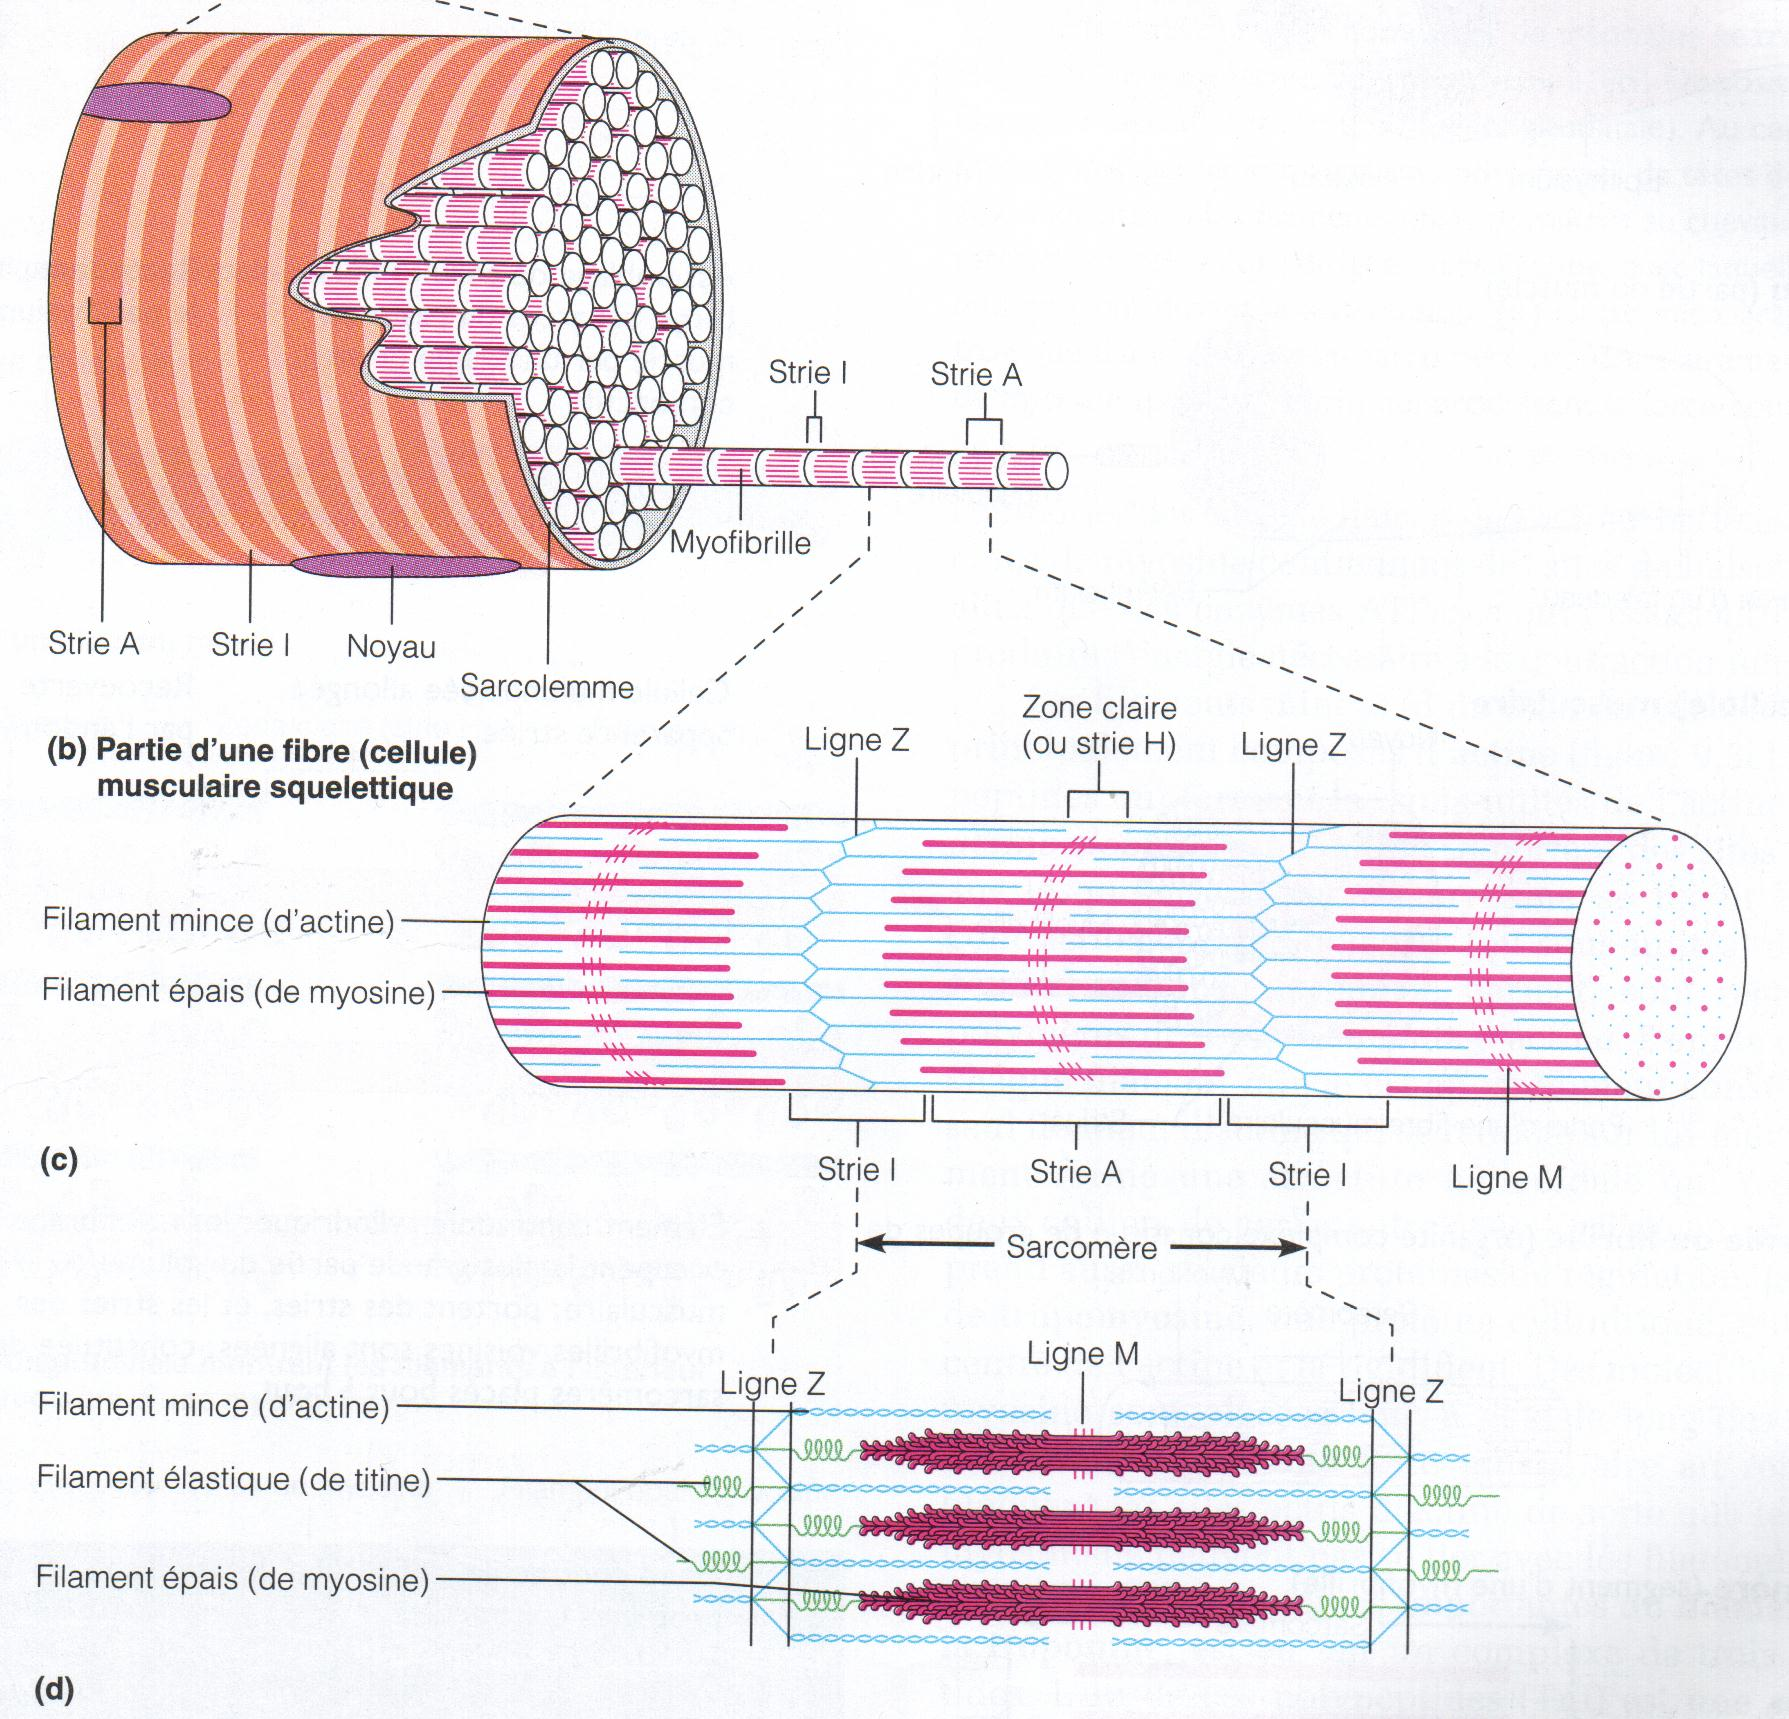 Strie I
Strie A
Myofibrille
Strie A
Strie I
Noyau
Sarcolemme
(b) Partie d'une fibre (cellule)
musculaire squelettique
Ligne Z
Zone claire
(ou strie H)
Ligne Z
Filament mince (d'actine)
Filament épais (de myosine)
(c)
Strie I
Strie A
Strie I
Ligne M
Sarcomère
Ligne M
Ligne Z
Ligne Z
Filament mince (d'actine)
Filament élastique (de titine)
Filament épais (de myosine)
(d)